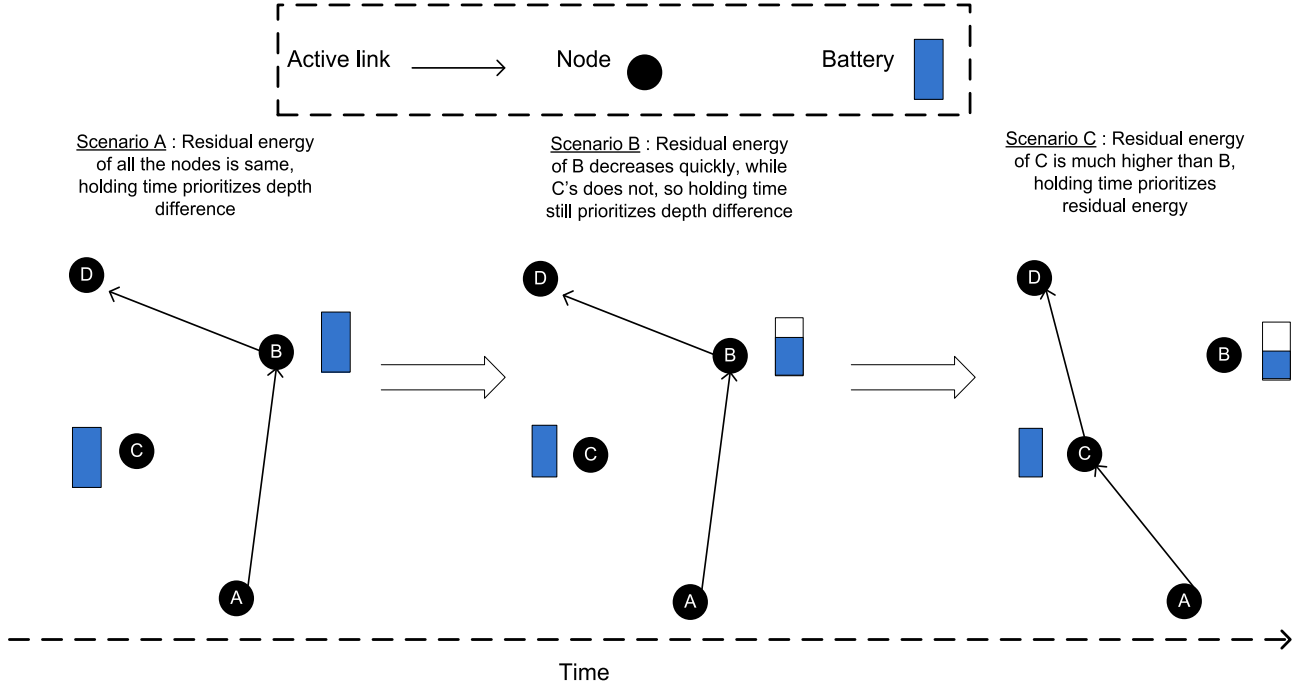 Active link
Node
Battery
Scenario A : Residual energy
of all the nodes is same,
holding time prioritizes depth
difference
Scenario B : Residual energy
of B decreases quickly, while
C's does not, so holding time
still prioritizes depth difference
Scenario C : Residual energy
of C is much higher than B,
holding time prioritizes
residual energy
D
B
C
A
D
B
C
A
D
B
C
A
Time